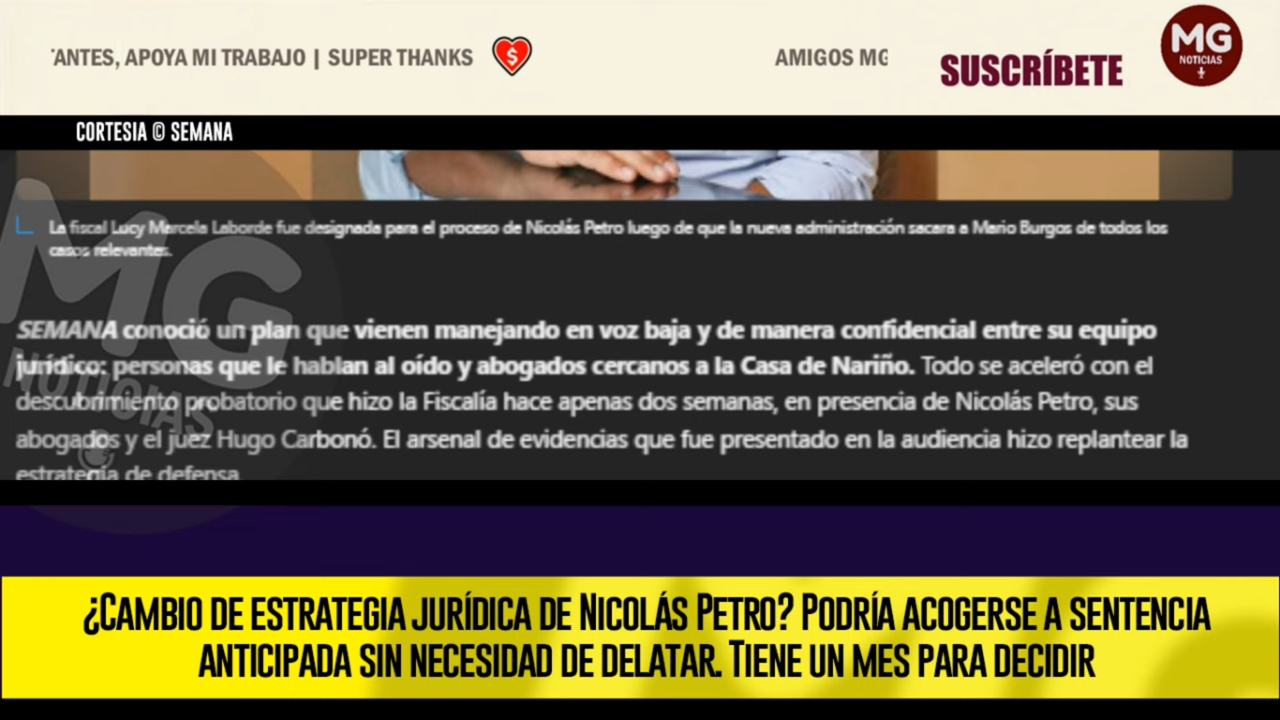 'ANTES, APOYA MI TRABAJO | SUPER THANKS
$
AMIGOS MG
SUSCRÍBETE
MG
NOTICIAS
CORTESIA © SEMANA
La fiscal Lucy Marcela Laborde fue designada para el proceso de Nicolás Petro luego de que la nueva administración sacara a Mario Burgos de todos los
casos relevantes.
SEMANA conoció un plan que vienen manejando en voz baja y de manera confidencial entre su equipo
jurídico: personas que le hablan al oído y abogados cercanos a la Casa de Nariño. Todo se aceleró con el
descubrimiento probatorio que hizo la Fiscalía hace apenas dos semanas, en presencia de Nicolás Petro, sus
abogados y el juez Hugo Carbonó. El arsenal de evidencias que fue presentado en la audiencia hizo replantear la
estrategia de defensa.
MG
NOTICIAS
¿CAMBIO DE ESTRATEGIA JURÍDICA DE NICOLÁS PETRO? PODRÍA ACOGERSE A SENTENCIA
ANTICIPADA SIN NECESIDAD DE DELATAR. TIENE UN MES PARA DECIDIR